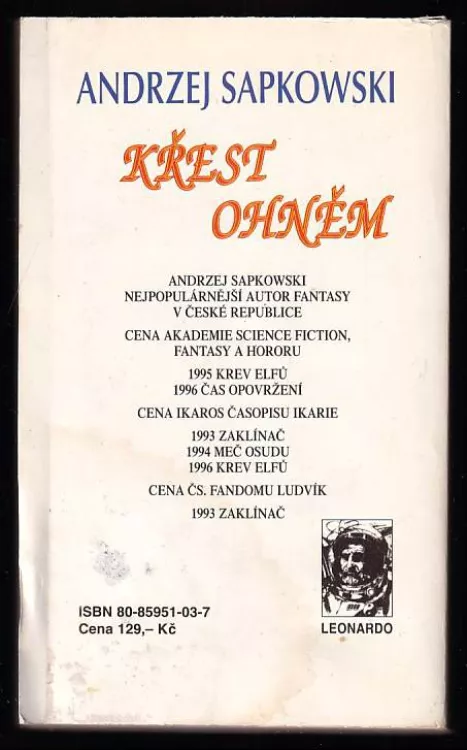 ANDRZEJ SAPKOWSKI
KŘEST
OHNĚM
ANDRZEJ SAPKOWSKI
NEJPOPULÁRNĚJŠÍ AUTOR FANTASY
V ČESKÉ REPUBLICE
CENA AKADEMIE SCIENCE FICTION,
FANTASY A HORORU
1995 KREV ELFŮ
1996 ČAS OPOVRŽENÍ
CENA IKAROS ČASOPISU IKARIE
1993 ZAKLÍNAČ
1994 MEČ OSUDU
1996 KREV ELFŮ
CENA ČS. FANDOMU LUDVÍK
1993 ZAKLÍNAČ
ISBN 80-85951-03-7
Cena 129,– Kč
LEONARDO